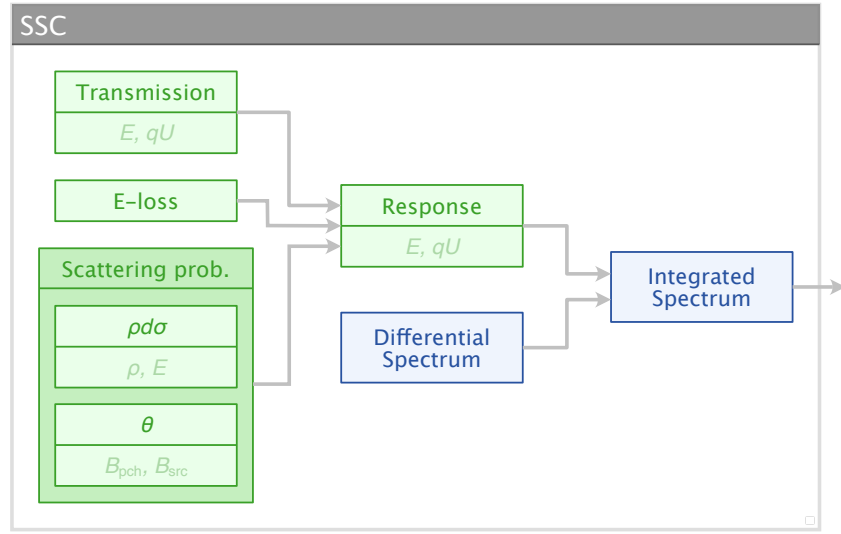 SSC
Transmission
E, qU
E-loss
Scattering prob.
ρdσ
ρ, E
θ
B_pch, B_src
Response
E, qU
Differential
Spectrum
Integrated
Spectrum